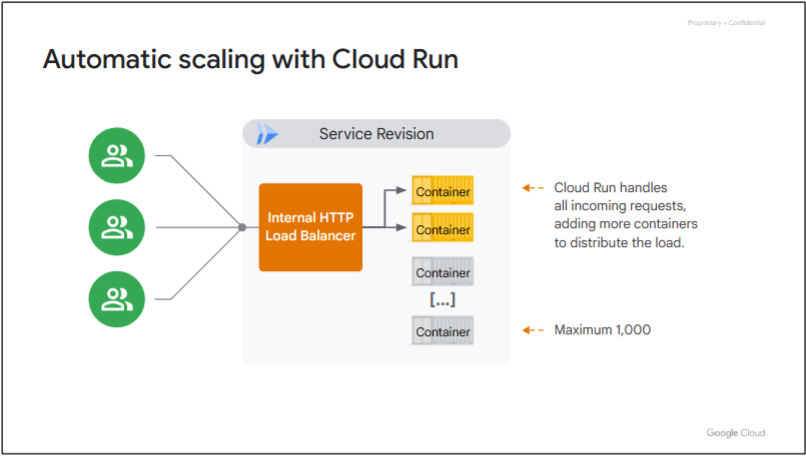 Proprietary + Confidential
Automatic scaling with Cloud Run
Service Revision
Internal HTTP
Load Balancer
Container
Container
Container
[...]
Container
Cloud Run handles
all incoming requests,
adding more containers
to distribute the load.
Maximum 1,000
Google Cloud